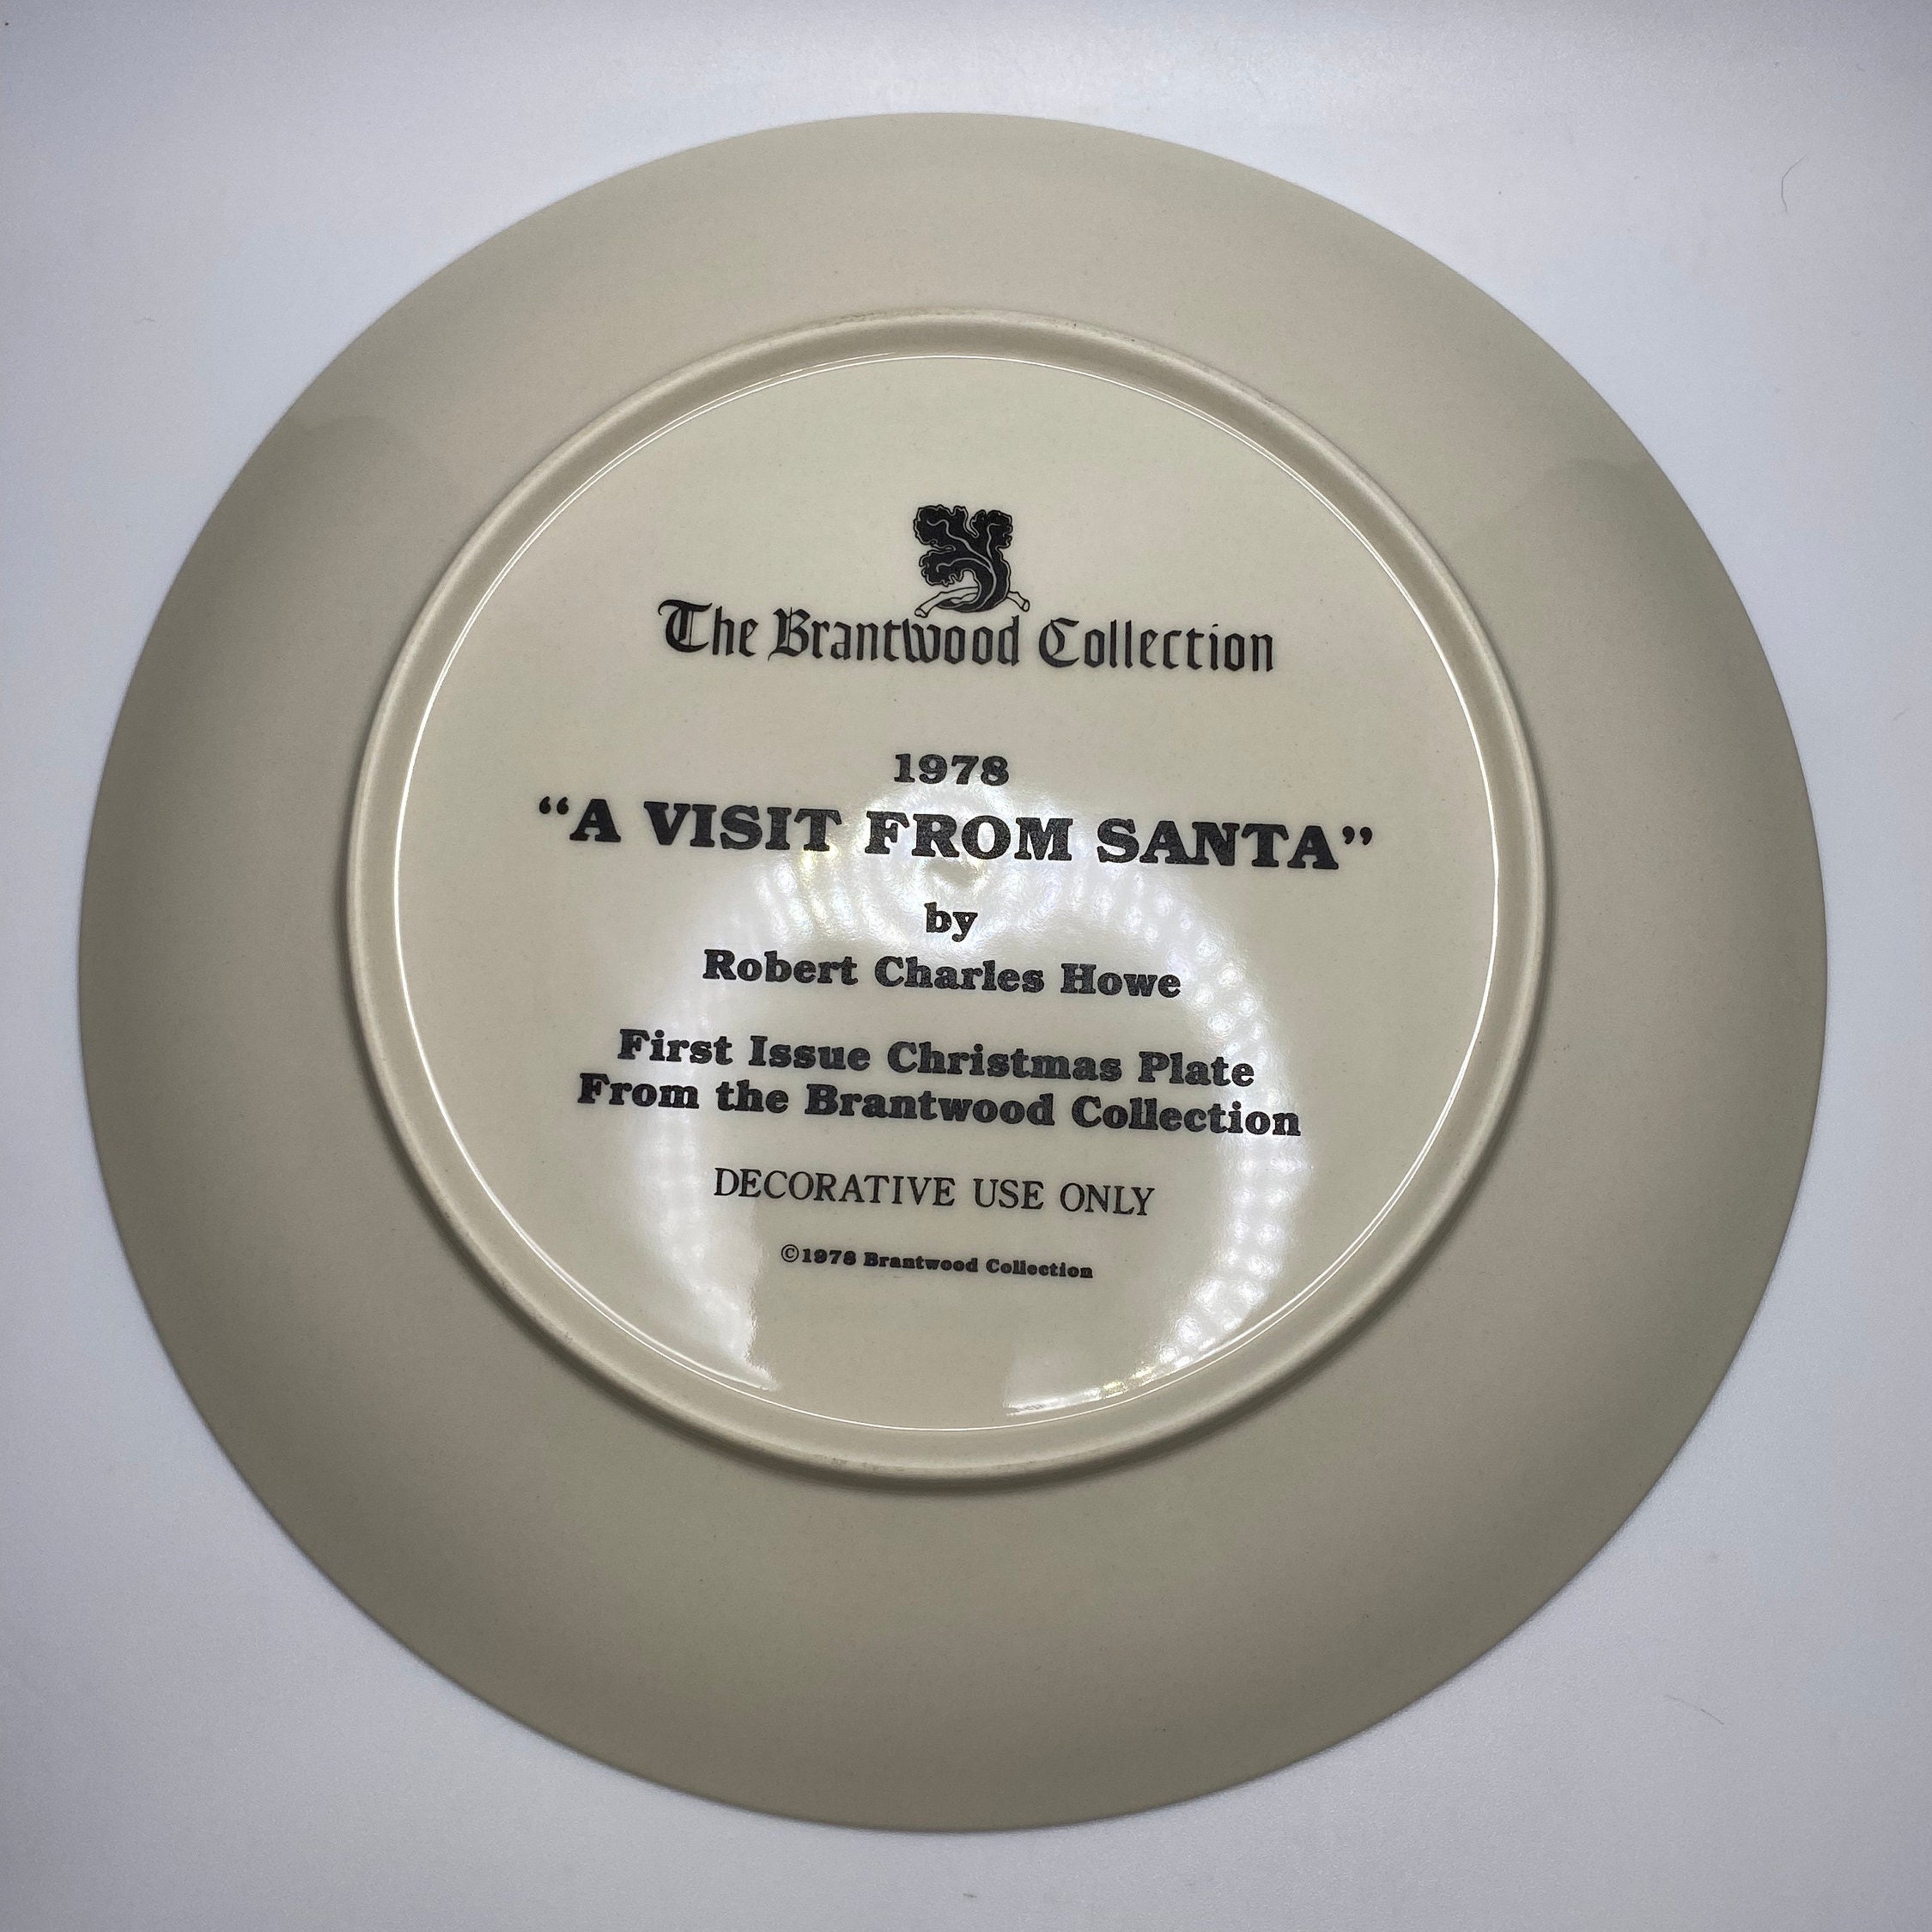 The Brantwood Collection
1978
“A VISIT FROM SANTA”
by
Robert Charles Howe
First Issue Christmas Plate
From the Brantwood Collection
DECORATIVE USE ONLY
©1978 Brantwood Collection